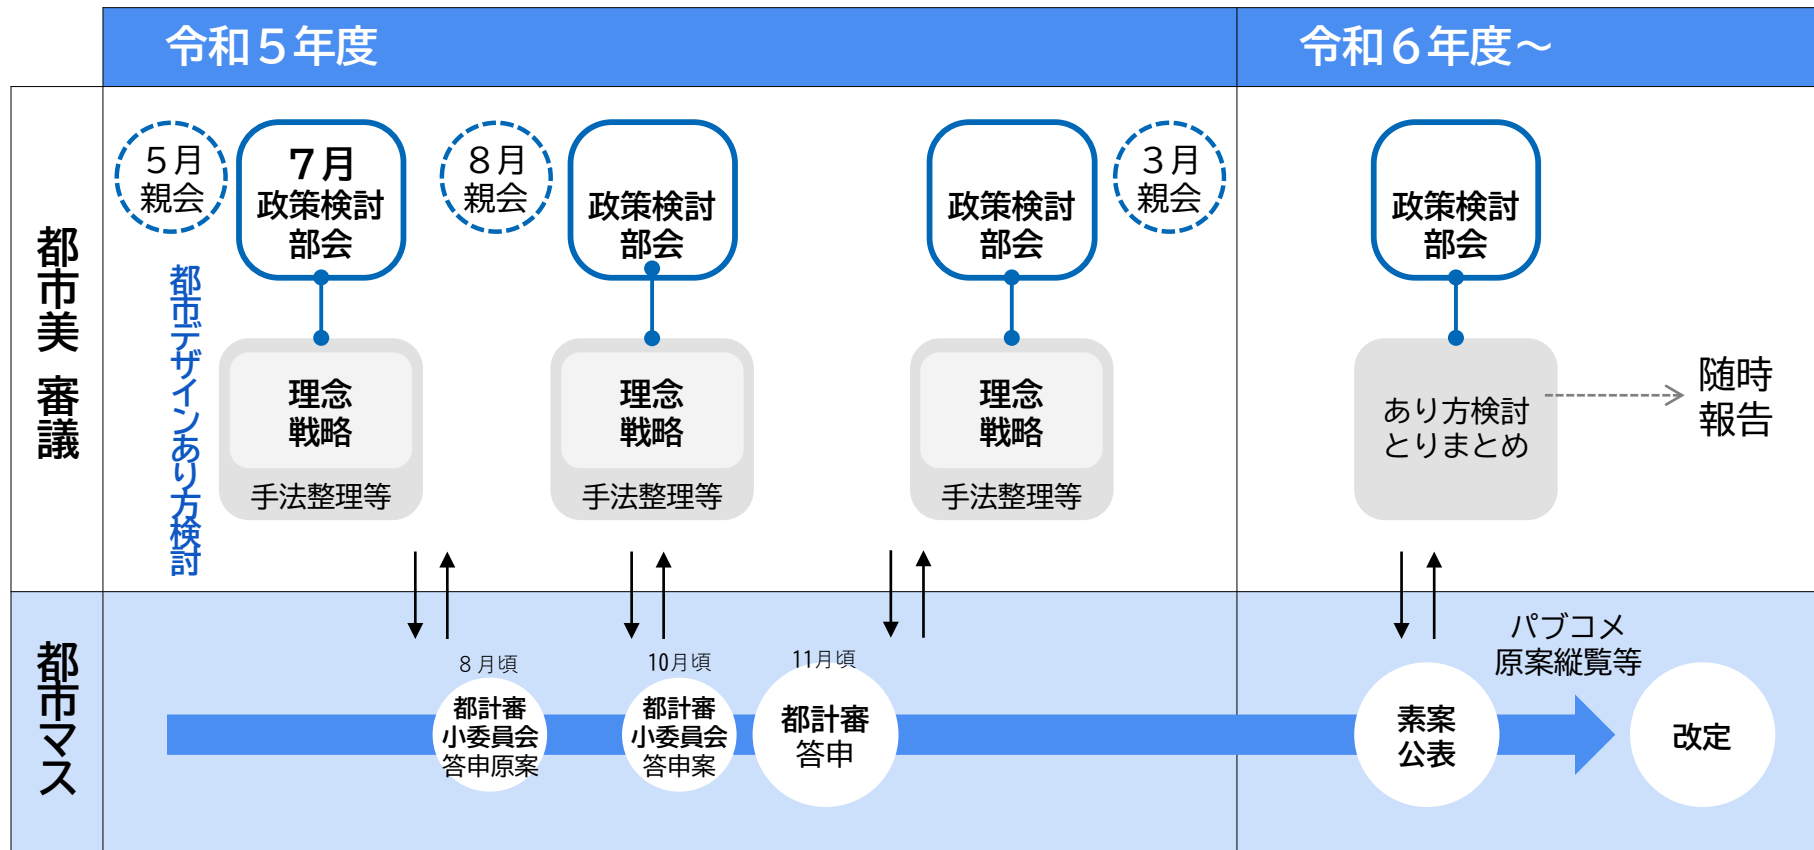 令和５年度
令和６年度～
都市美 審議
５月
親会
７月
政策検討
部会
８月
親会
政策検討
部会
政策検討
部会
３月
親会
政策検討
部会
都市デザインあり方検討
理念
戦略
手法整理等
理念
戦略
手法整理等
理念
戦略
手法整理等
あり方検討
とりまとめ
随時
報告
都市マス
８月頃
都計審
小委員会
答申原案
10月頃
都計審
小委員会
答申案
11月頃
都計審
答申
素案
公表
パブコメ
原案縦覧等
改定